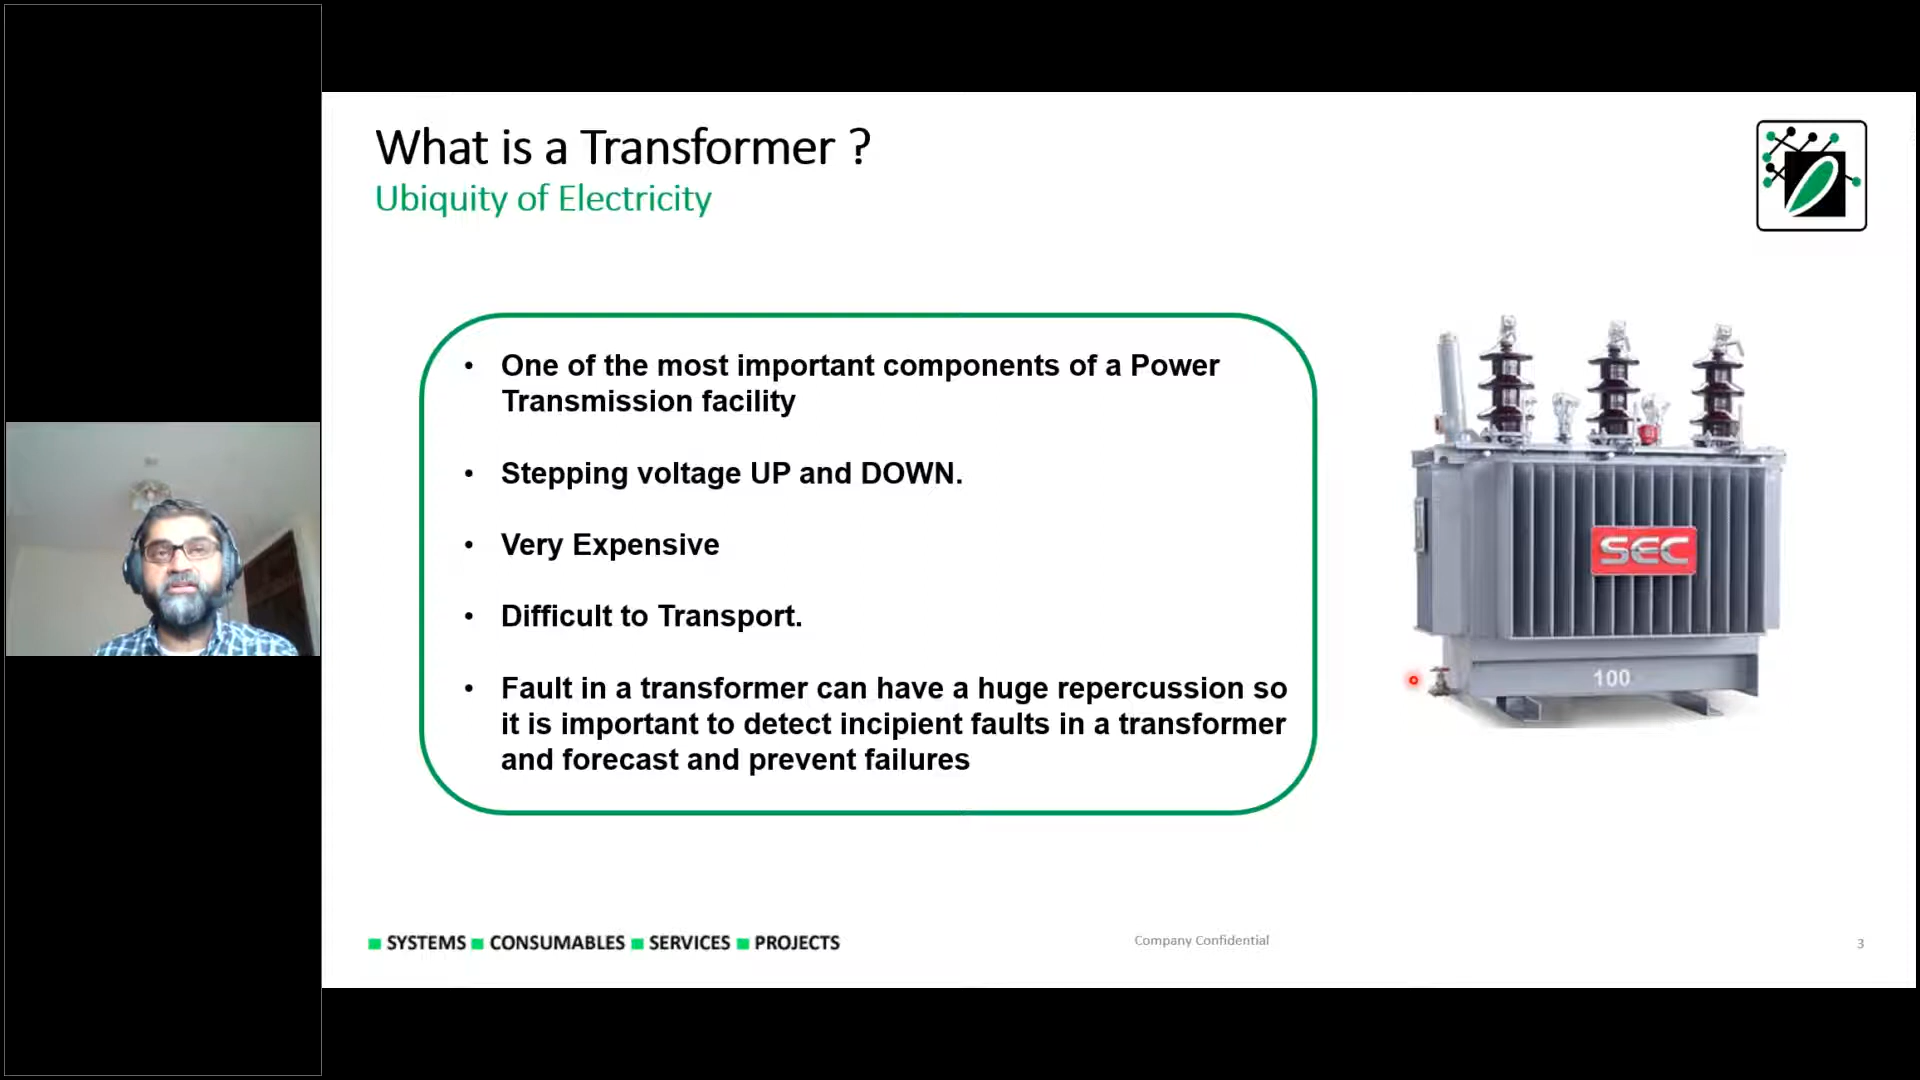 What is a Transformer ?
Ubiquity of Electricity
• One of the most important components of a Power
Transmission facility
• Stepping voltage UP and DOWN.
• Very Expensive
• Difficult to Transport.
• Fault in a transformer can have a huge repercussion so
it is important to detect incipient faults in a transformer
and forecast and prevent failures
SEC
100
SYSTEMS CONSUMABLES SERVICES PROJECTS
Company Confidential
3